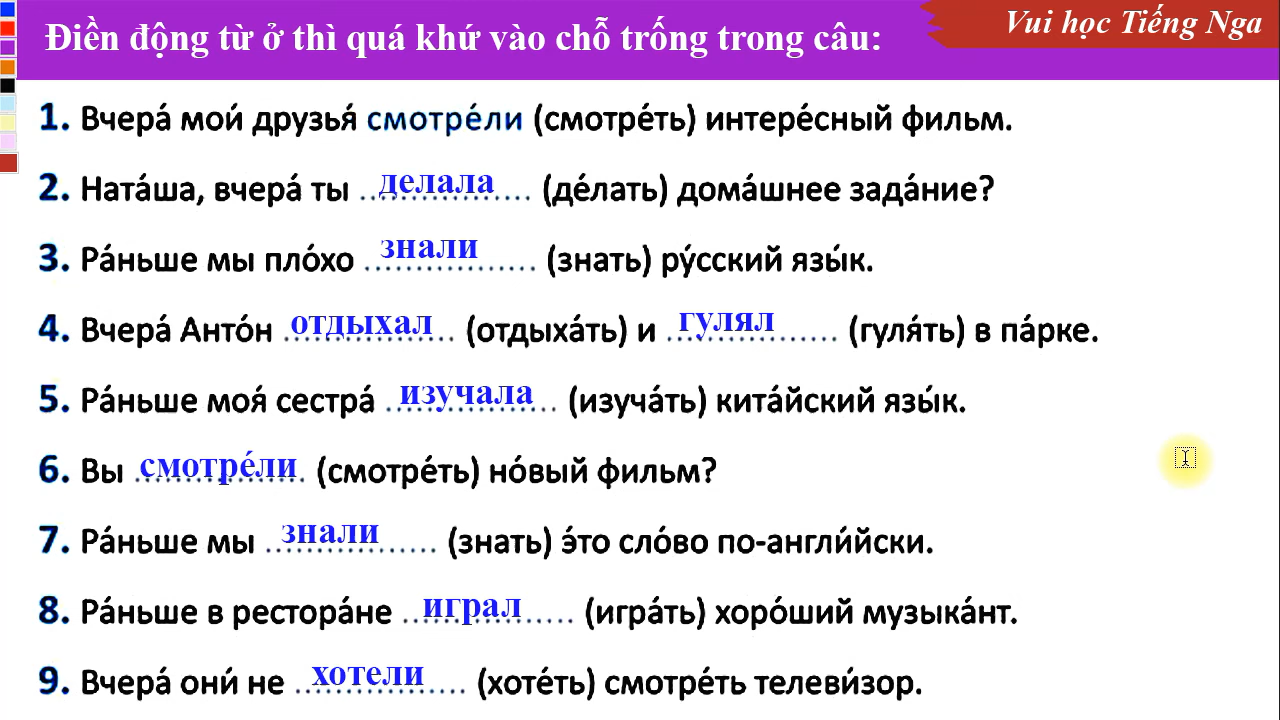 Điền động từ ở thì quá khứ vào chỗ trống trong câu:
Vui học Tiếng Nga
1. Вчера́ мои́ друзья́ смотре́ли (смотре́ть) интере́сный фильм.
2. Ната́ша, вчера́ ты делала (де́лать) дома́шнее зада́ние?
3. Ра́ньше мы пло́хо знали (знать) ру́сский язы́к.
4. Вчера́ Анто́н отдыхал (отдыха́ть) и гулял (гуля́ть) в па́рке.
5. Ра́ньше моя́ сестра́ изучала (изуча́ть) кита́йский язы́к.
6. Вы смотре́ли (смотре́ть) но́вый фильм?
7. Ра́ньше мы знали (знать) э́то сло́во по-англи́йски.
8. Ра́ньше в рестора́не играл (игра́ть) хоро́ший музыка́нт.
9. Вчера́ они́ не хотели (хоте́ть) смотре́ть телеви́зор.